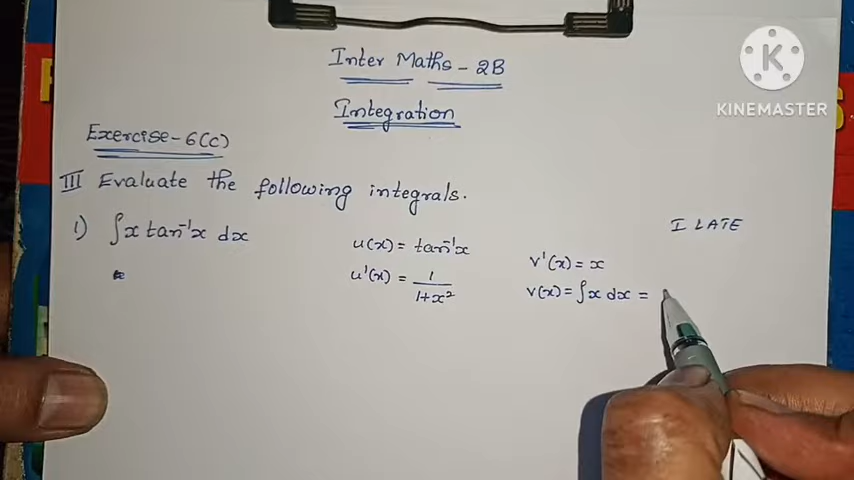 Inter Maths - 2B
Integration
KINEMASTER
Exercise-6(c)
III Evaluate the following integrals.
1) ∫x tan⁻¹x dx
u(x) = tan⁻¹x
u'(x) = 1/1+x²
v'(x) = x
v(x) = ∫x dx =
I LATE